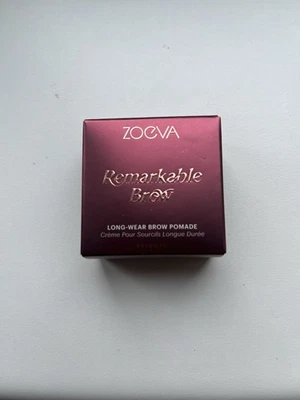 ZOEVA
Remarkable
Brow
LONG-WEAR BROW POMADE
Crème Pour Sourcils Longue Durée